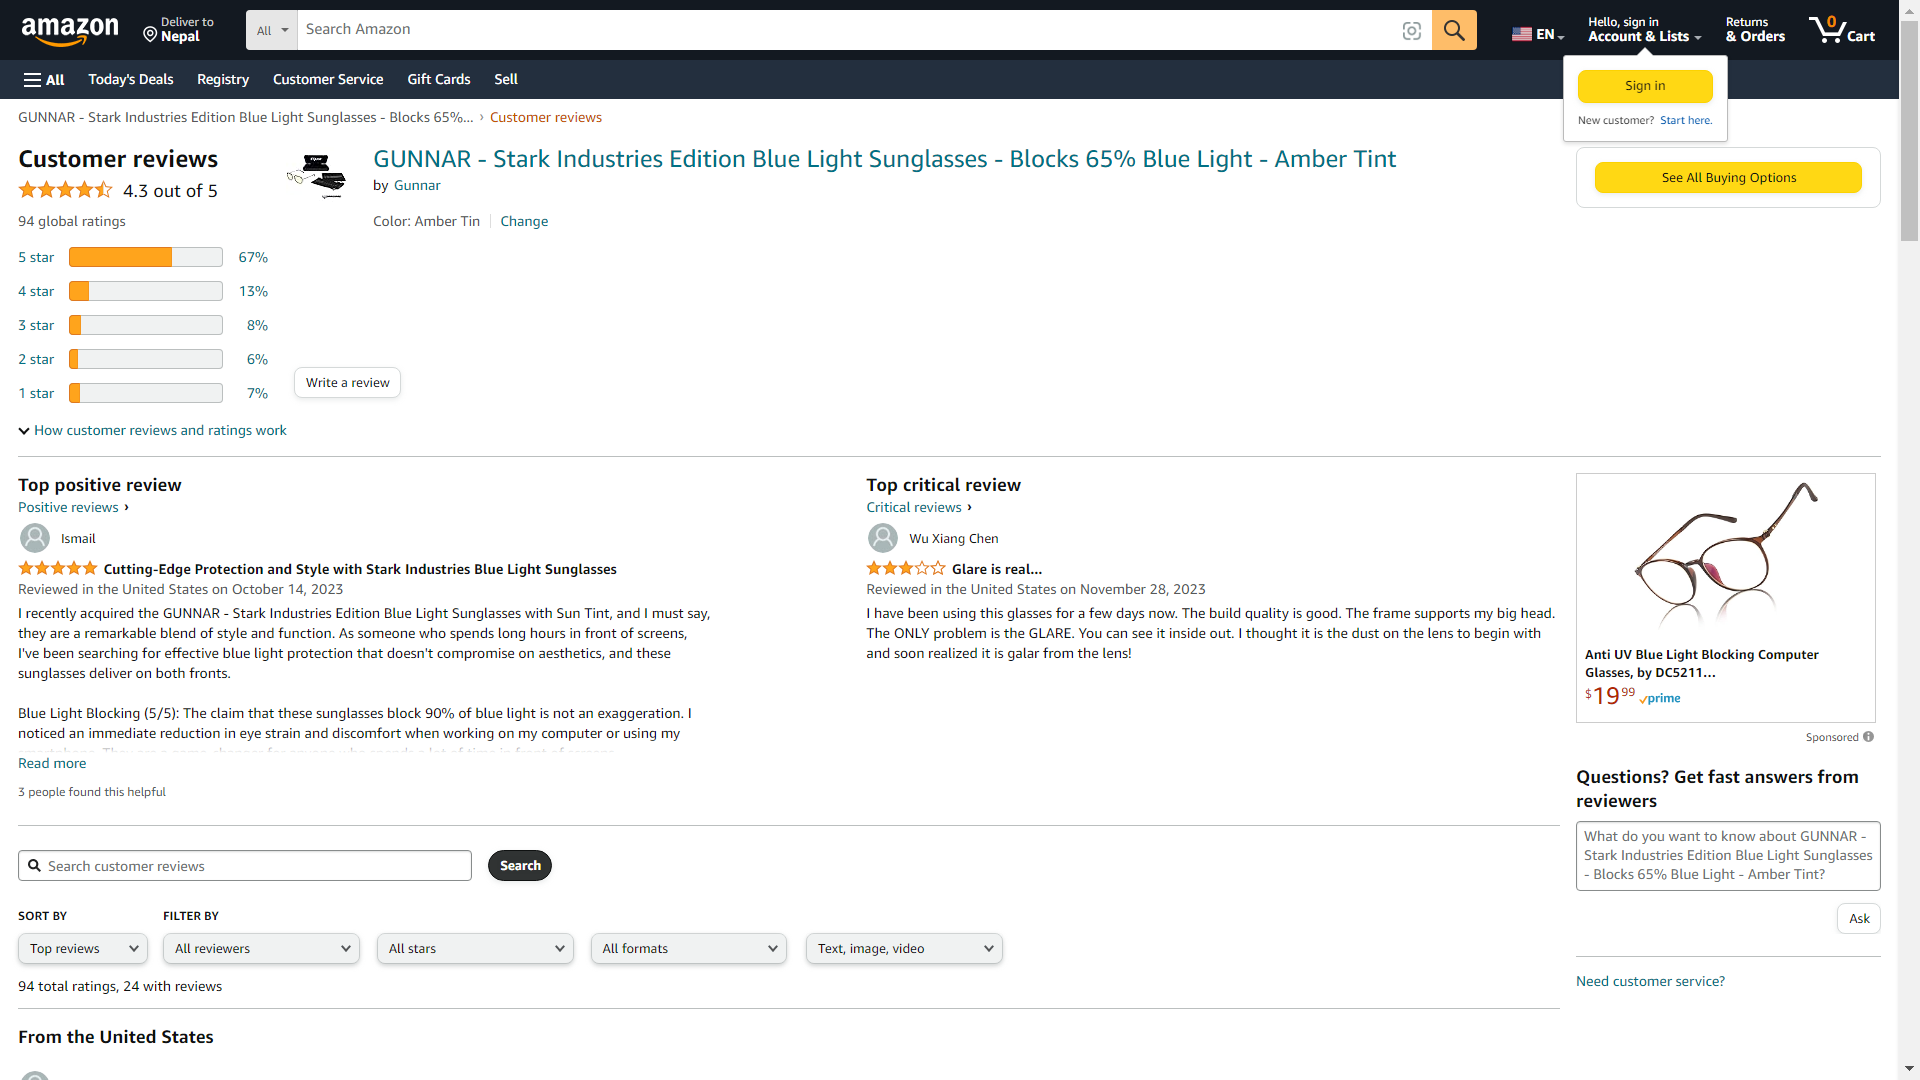 amazon
Deliver to
Nepal
All
Search Amazon
EN
Hello, sign in
Account & Lists
Returns
& Orders
0
Cart
All
Today's Deals
Registry
Customer Service
Gift Cards
Sell
Sign in
New customer? Start here.
GUNNAR - Stark Industries Edition Blue Light Sunglasses - Blocks 65%... › Customer reviews
Customer reviews
4.3 out of 5
94 global ratings
5 star 67%
4 star 13%
3 star 8%
2 star 6%
1 star 7%
How customer reviews and ratings work
GUNNAR - Stark Industries Edition Blue Light Sunglasses - Blocks 65% Blue Light - Amber Tint
by Gunnar
Color: Amber Tin
Change
Write a review
See All Buying Options
Top positive review
Positive reviews ›
Ismail
Cutting-Edge Protection and Style with Stark Industries Blue Light Sunglasses
Reviewed in the United States on October 14, 2023
I recently acquired the GUNNAR - Stark Industries Edition Blue Light Sunglasses with Sun Tint, and I must say,
they are a remarkable blend of style and function. As someone who spends long hours in front of screens,
I've been searching for effective blue light protection that doesn't compromise on aesthetics, and these
sunglasses deliver on both fronts.
Blue Light Blocking (5/5): The claim that these sunglasses block 90% of blue light is not an exaggeration. I
noticed an immediate reduction in eye strain and discomfort when working on my computer or using my
Read more
3 people found this helpful
Top critical review
Critical reviews ›
Wu Xiang Chen
Glare is real...
Reviewed in the United States on November 28, 2023
I have been using this glasses for a few days now. The build quality is good. The frame supports my big head.
The ONLY problem is the GLARE. You can see it inside out. I thought it is the dust on the lens to begin with
and soon realized it is galar from the lens!
Anti UV Blue Light Blocking Computer
Glasses, by DC5211...
$19.99 prime
Sponsored
Questions? Get fast answers from
reviewers
What do you want to know about GUNNAR -
Stark Industries Edition Blue Light Sunglasses
- Blocks 65% Blue Light - Amber Tint?
Ask
Need customer service?
Search customer reviews
Search
SORT BY
FILTER BY
Top reviews
All reviewers
All stars
All formats
Text, image, video
94 total ratings, 24 with reviews
From the United States